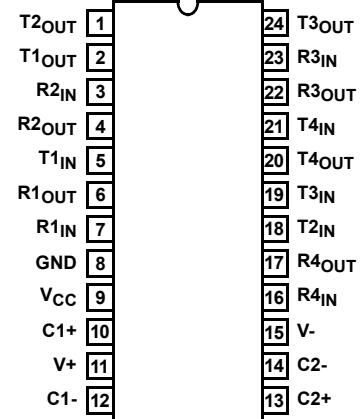 T2OUT 1 24 T3OUT
T1OUT 2 23 R3IN
R2IN 3 22 R3OUT
R2OUT 4 21 T4IN
T1IN 5 20 T4OUT
R1OUT 6 19 T3IN
R1IN 7 18 T2IN
GND 8 17 R4OUT
VCC 9 16 R4IN
C1+ 10 15 V-
V+ 11 14 C2-
C1- 12 13 C2+